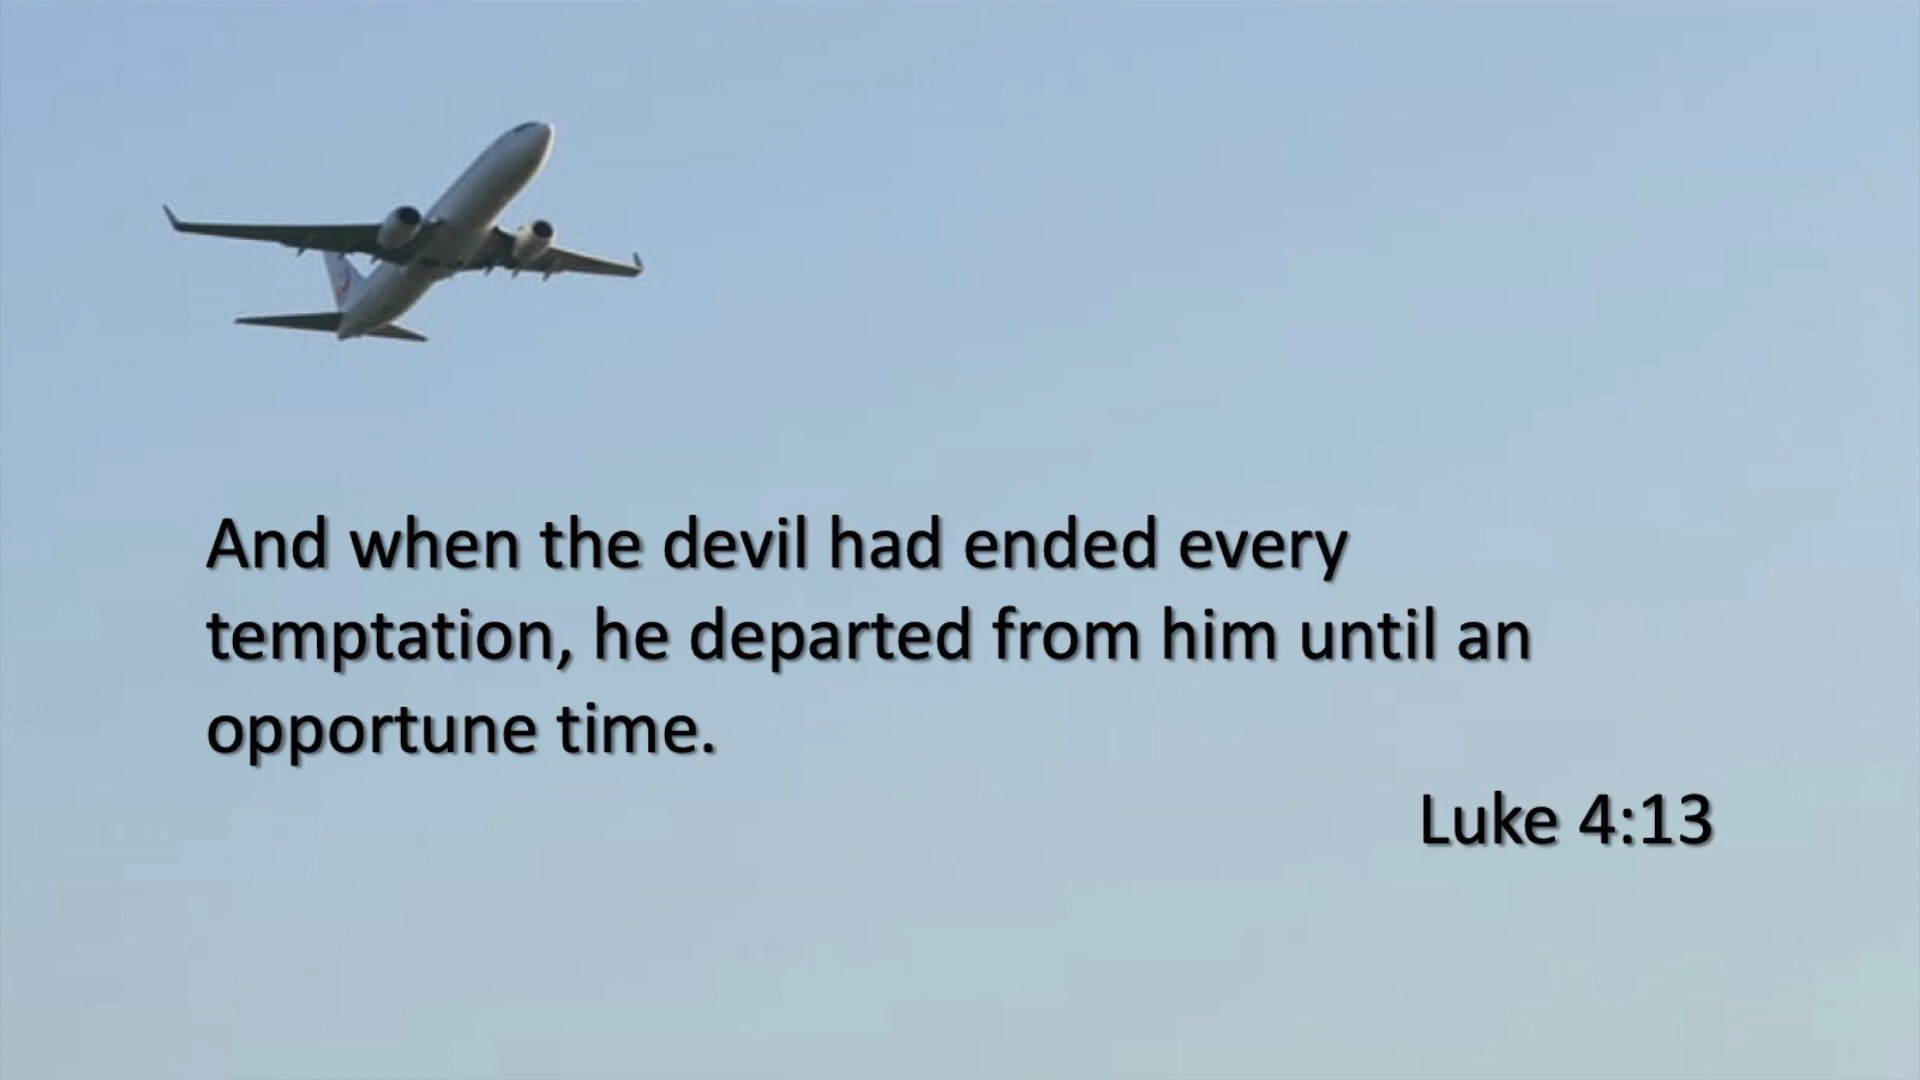 And when the devil had ended every
temptation, he departed from him until an
opportune time.
Luke 4:13